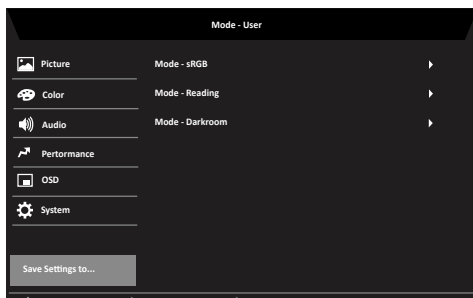 Mode - User
Picture
Mode - sRGB
Color
Mode - Reading
Audio
Mode - Darkroom
Pertormance
OSD
System
Save Settings to...